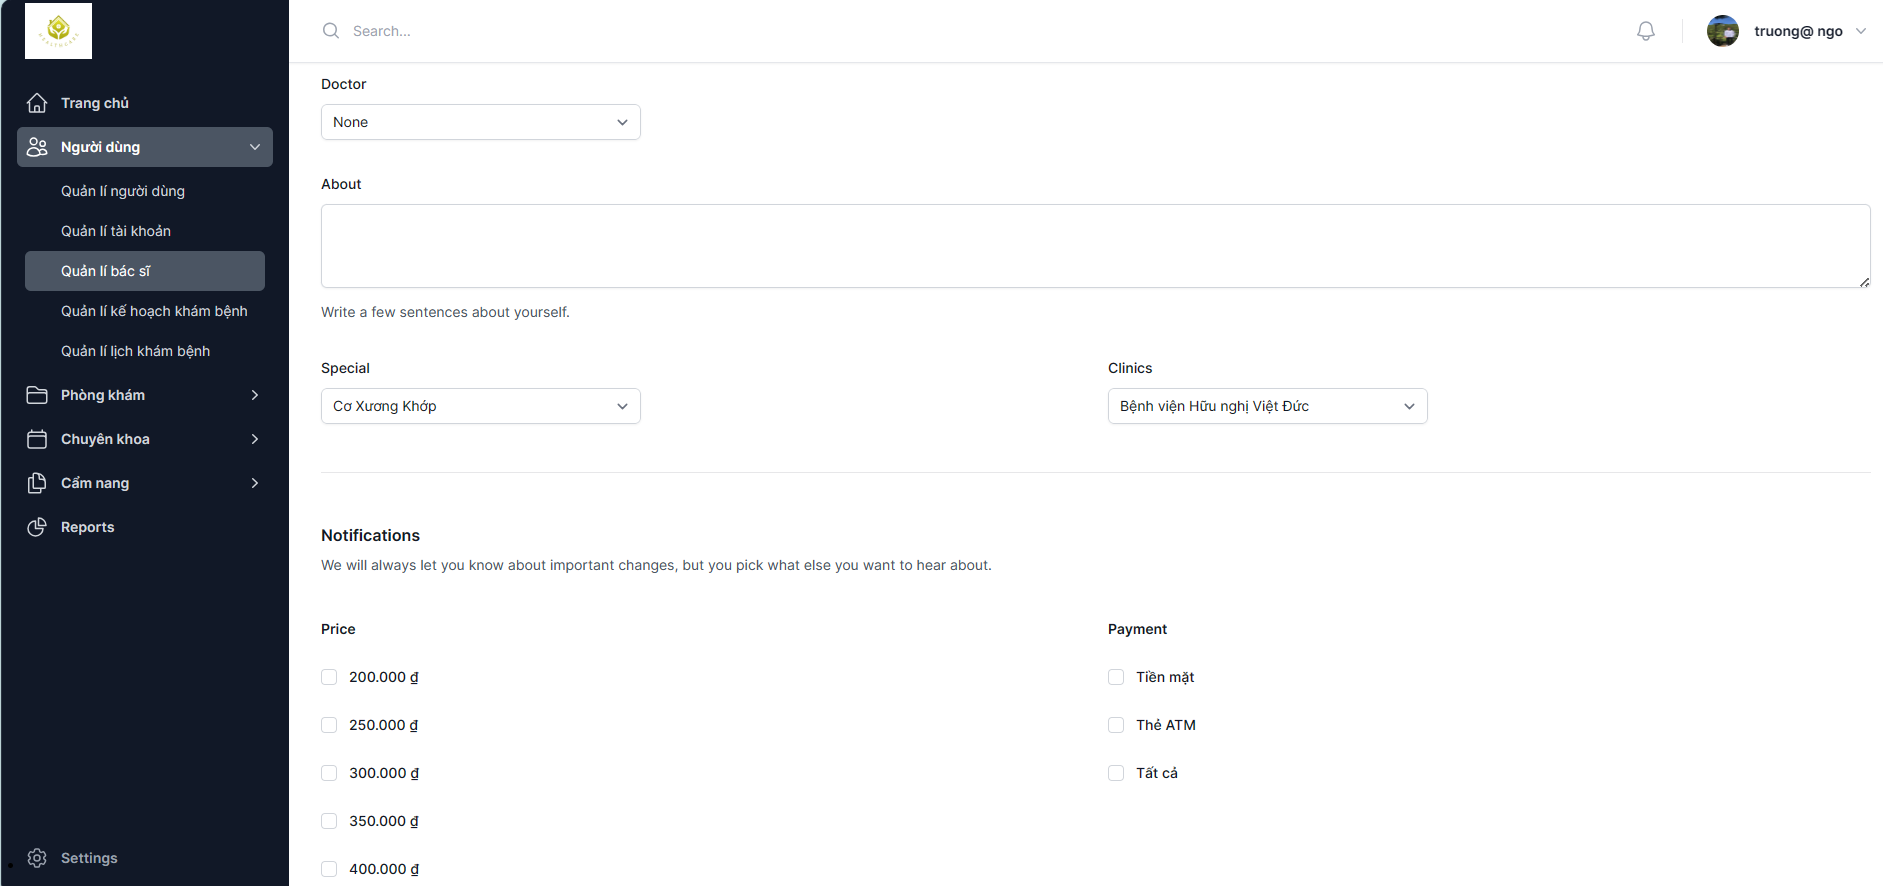 Search...
truong@ ngo
Trang chủ
Người dùng
Quản lí người dùng
Quản lí tài khoản
Quản lí bác sĩ
Quản lí kế hoạch khám bệnh
Quản lí lịch khám bệnh
Phòng khám
Chuyên khoa
Cẩm nang
Reports
Settings
Doctor
None
About
Write a few sentences about yourself.
Special
Cơ Xương Khớp
Clinics
Bệnh viện Hữu nghị Việt Đức
Notifications
We will always let you know about important changes, but you pick what else you want to hear about.
Price
200.000 ₫
250.000 ₫
300.000 ₫
350.000 ₫
400.000 ₫
Payment
Tiền mặt
Thẻ ATM
Tất cả